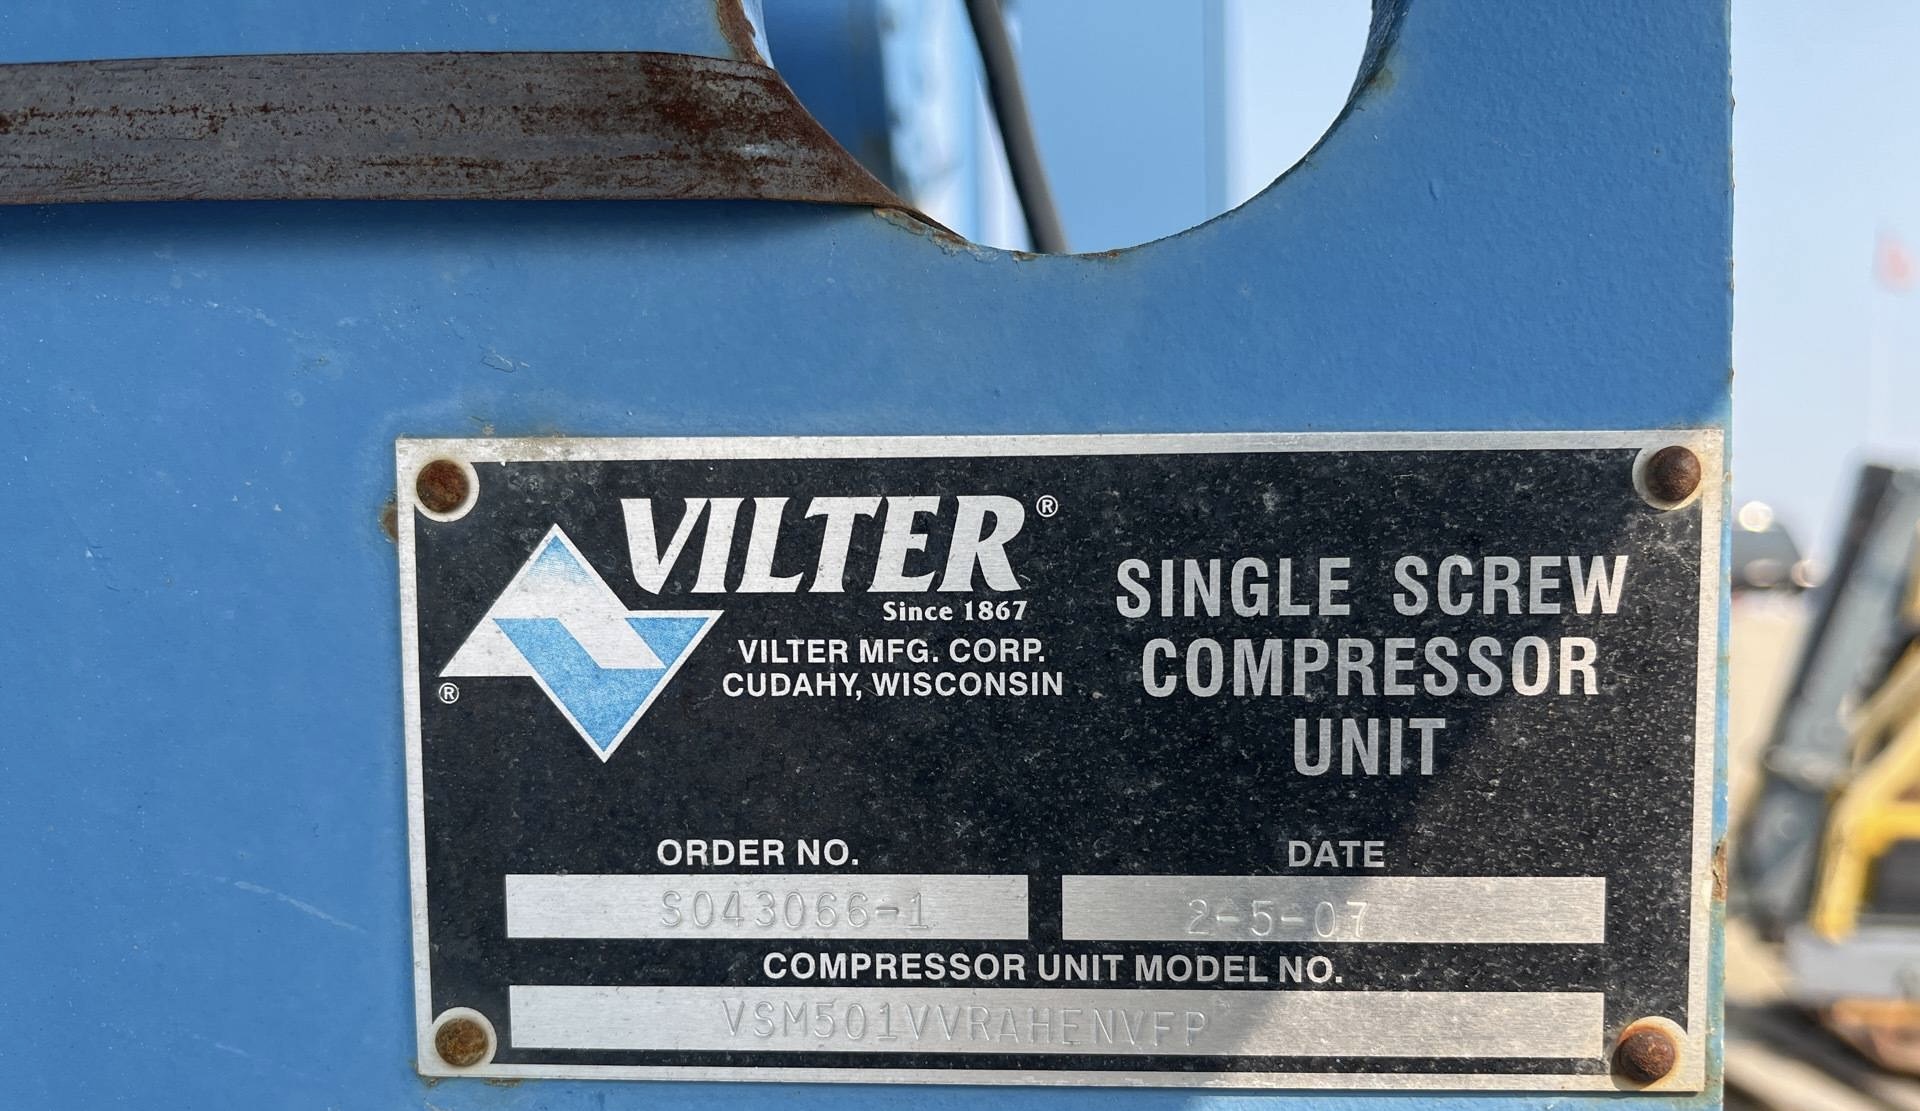 VILTER®
Since 1867
VILTER MFG. CORP.
CUDAHY, WISCONSIN
®
SINGLE SCREW
COMPRESSOR
UNIT
ORDER NO.
S043066-1
DATE
2-5-07
COMPRESSOR UNIT MODEL NO.
VSM501VVRAHENVFP